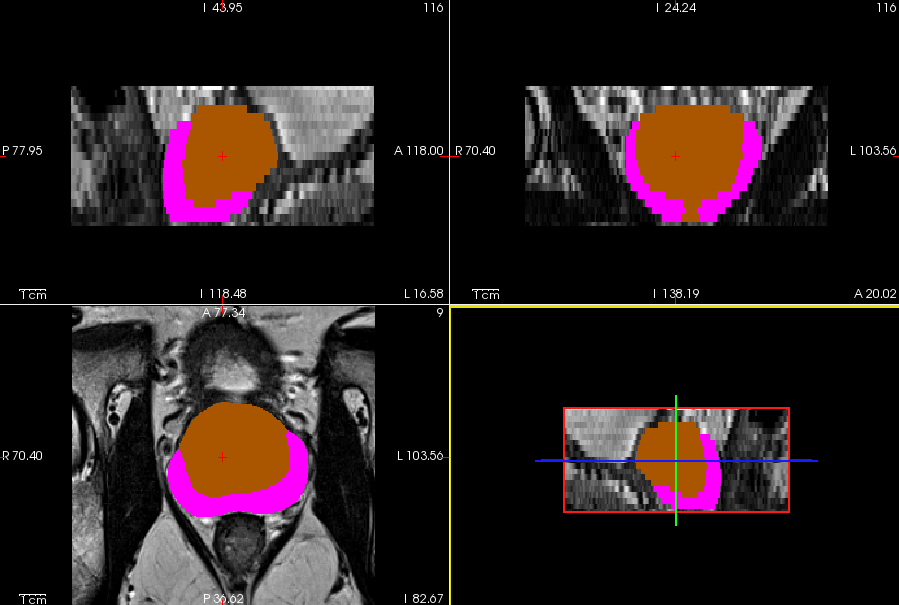 I 43.95
116
P 77.95
A 118.00
1cm
I 118.48
L 16.58
I 24.24
116
R 70.40
L 103.56
1cm
I 138.19
A 20.02
A 77.34
9
R 70.40
L 103.56
1cm
P 36.62
I 82.67